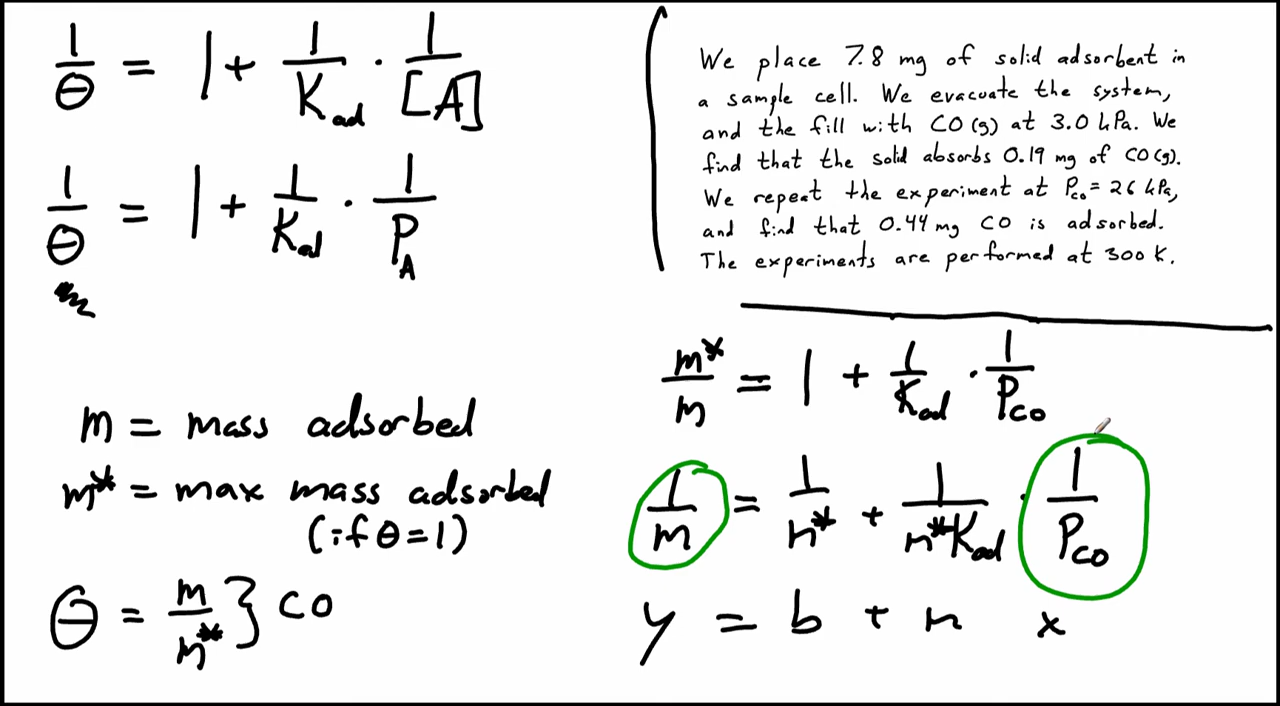 1/Θ = 1 + 1/K_ad · 1/[A]
1/Θ = 1 + 1/K_ad · 1/P_A
We place 7.8 mg of solid adsorbent in
a sample cell. We evacuate the system,
and the fill with CO(g) at 3.0 kPa. We
find that the solid absorbs 0.19 mg of CO(g).
We repeat the experiment at P_CO = 26 kPa,
and find that 0.44 mg CO is adsorbed.
The experiments are performed at 300 K.
m = mass adsorbed
m* = max mass adsorbed
(if Θ=1)
Θ = m/m* } CO
m*/m = 1 + 1/K_ad · 1/P_CO
1/m = 1/m* + 1/m*K_ad · 1/P_CO
y = b + m x